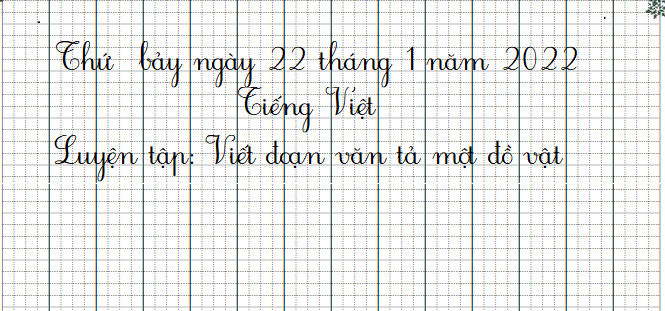 Thứ bảy ngày 22 tháng 1 năm 2022
Tiếng Việt
Luyện tập: Viết đoạn văn tả một đồ vật